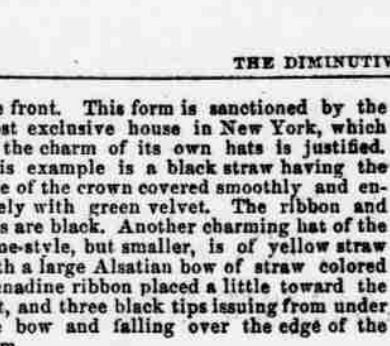 THE DIMINUTIV
e front. This form is sanctioned by the
st exclusive house in New York, which
the charm of its own hats is justified.
is example is a black straw having the
e of the crown covered smoothly and en-
ely with green velvet. The ribbon and
s are black. Another charming hat of the
ne-style, but smaller, is of yellow straw
th a large Alsatian bow of straw colored
enadine ribbon placed a little toward the
t, and three black tips issuing from under
e bow and falling over the edge of the